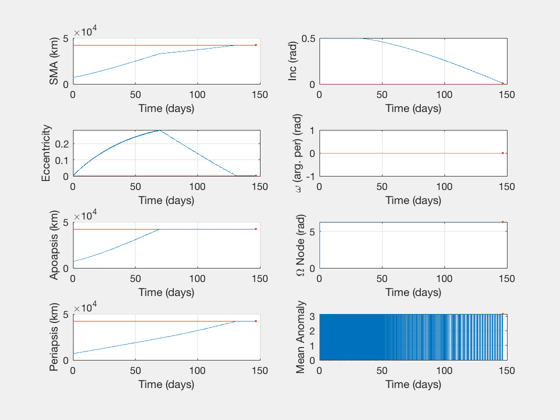 ×10⁴
5
0
SMA (km)
0 50 100 150
Time (days)
0.5
0
Inc (rad)
0 50 100 150
Time (days)
0.2
0.1
0
Eccentricity
0 50 100 150
Time (days)
1
0
-1
ω (arg. per) (rad)
0 50 100 150
Time (days)
×10⁴
5
0
Apoapsis (km)
0 50 100 150
Time (days)
5
0
Ω Node (rad)
0 50 100 150
Time (days)
×10⁴
5
0
Periapsis (km)
0 50 100 150
Time (days)
3
2
1
0
Mean Anomaly
0 50 100 150
Time (days)